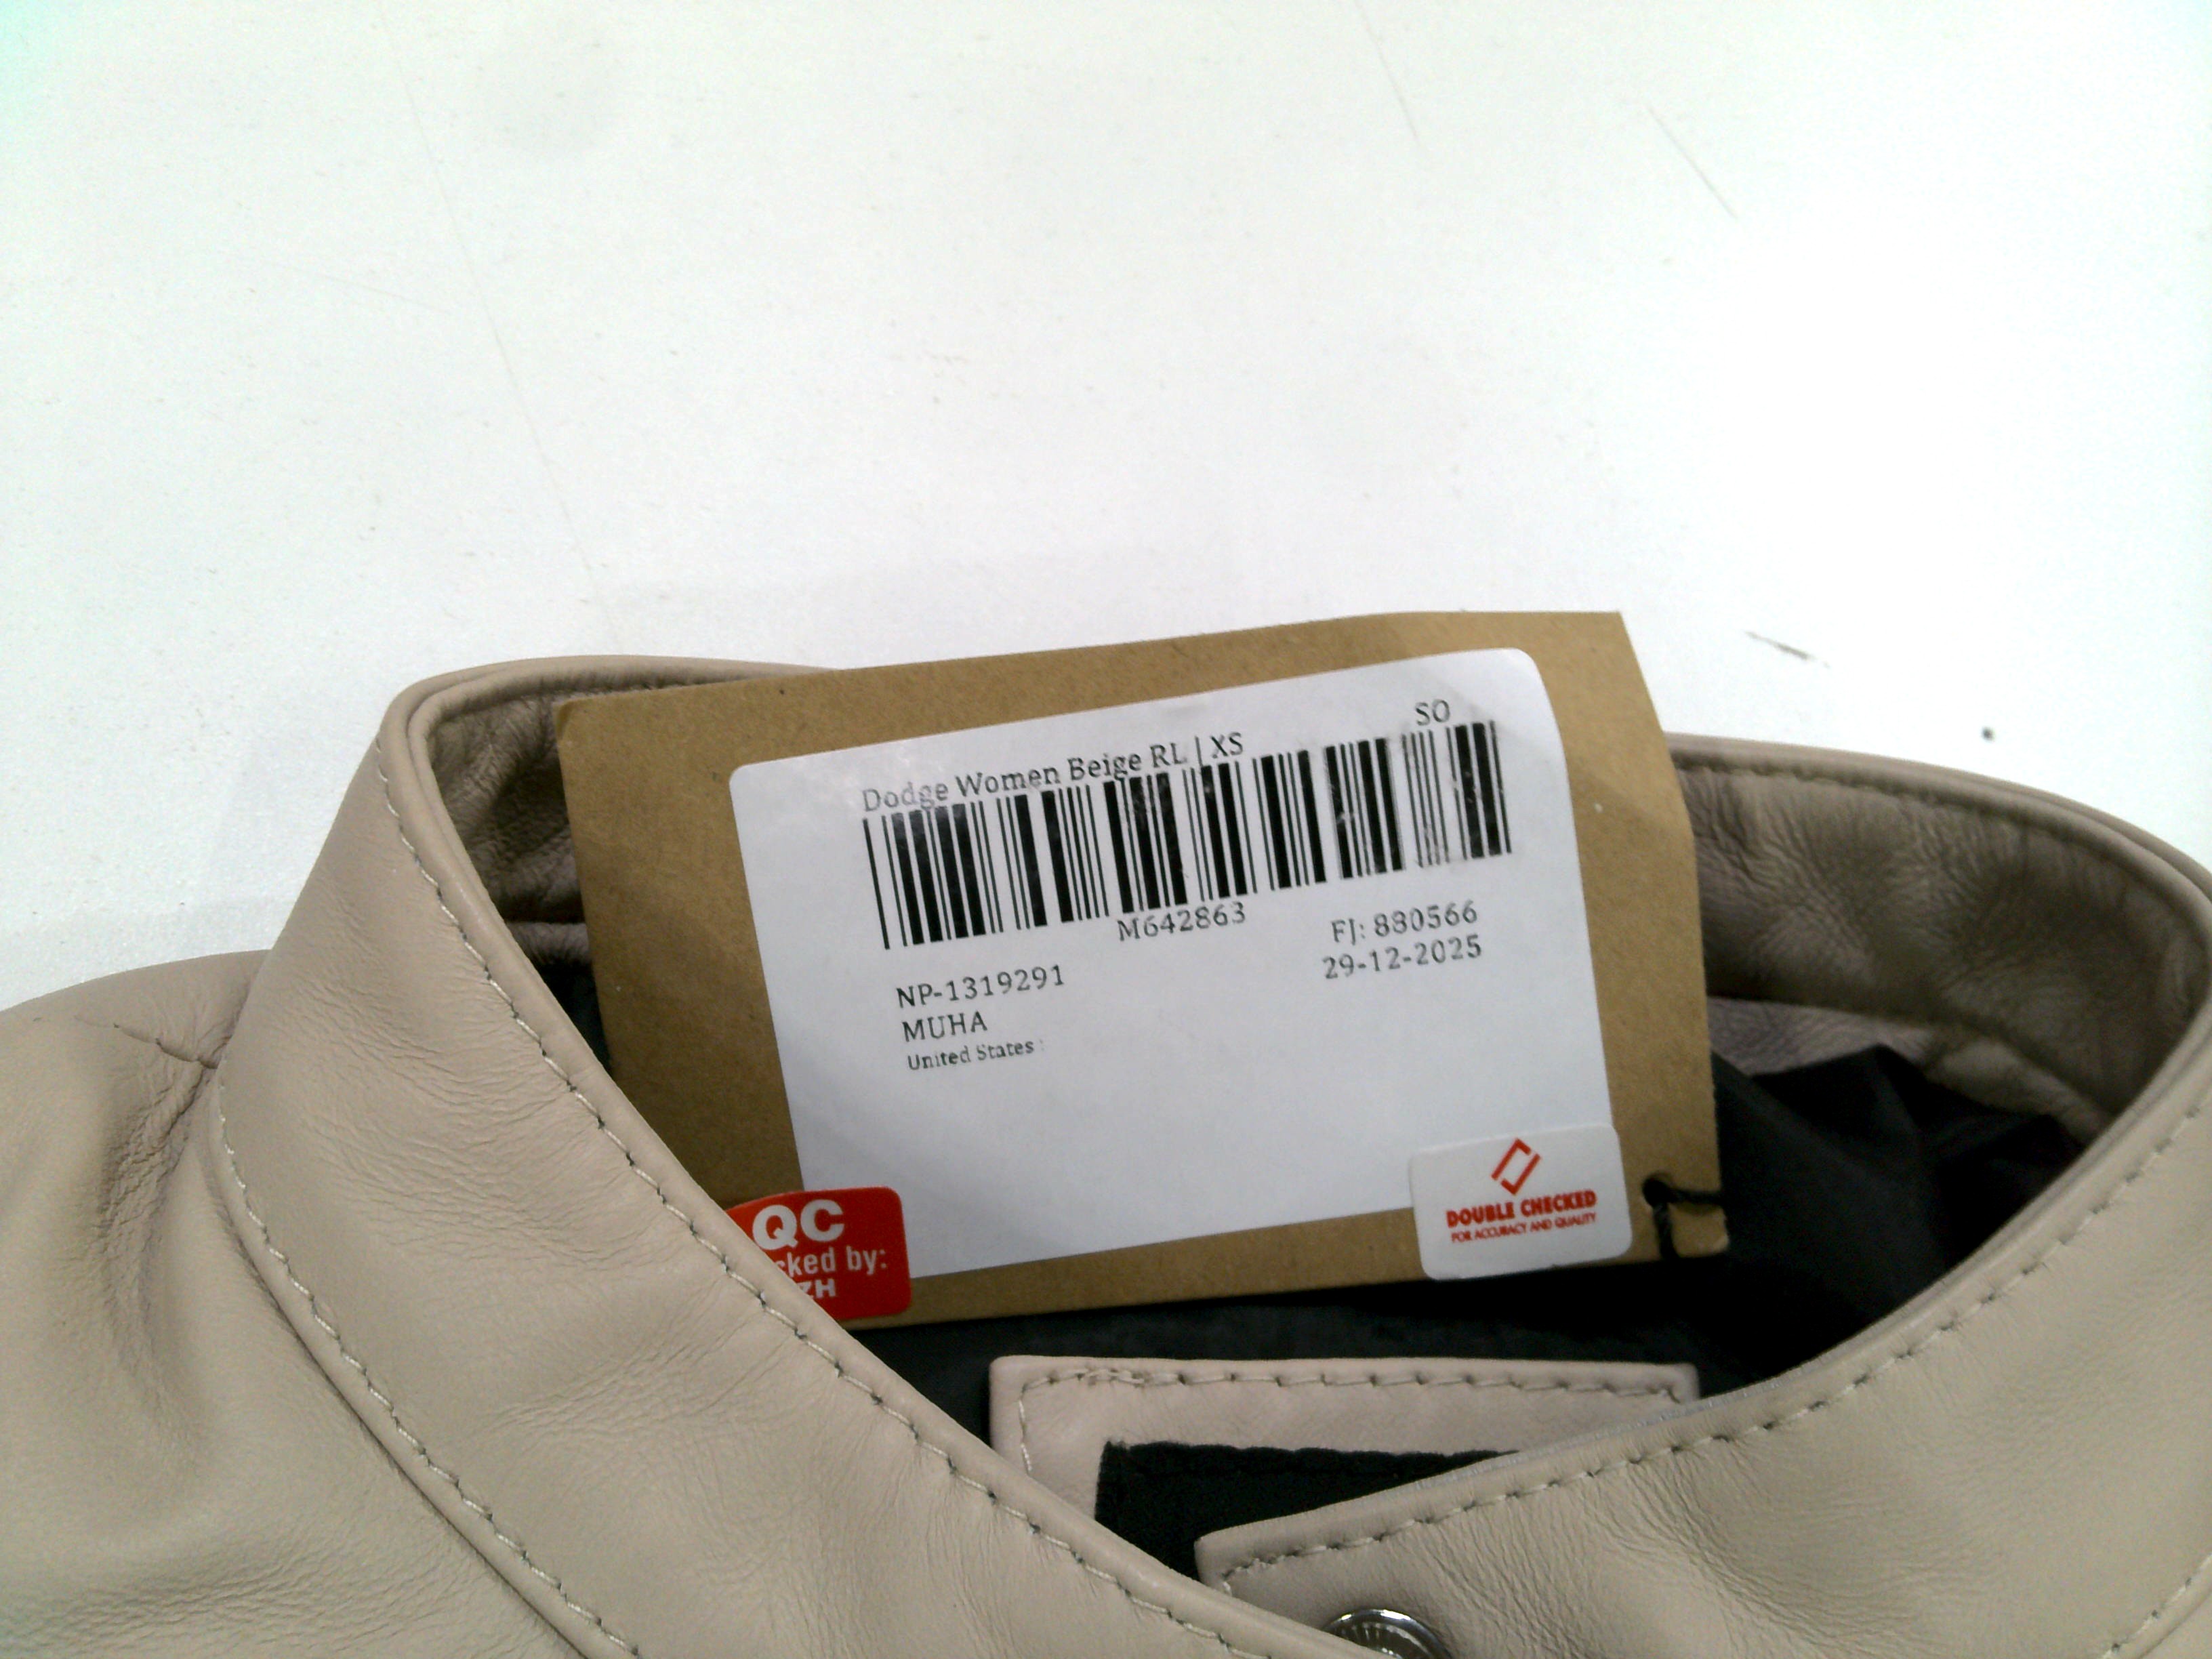 SO
Dodge Women Beige RL | XS
M642863
FJ: 880566
29-12-2025
NP-1319291
MUHA
United States :
QC
cked by:
ZH
DOUBLE CHECKED
FOR ACCURACY AND QUALITY